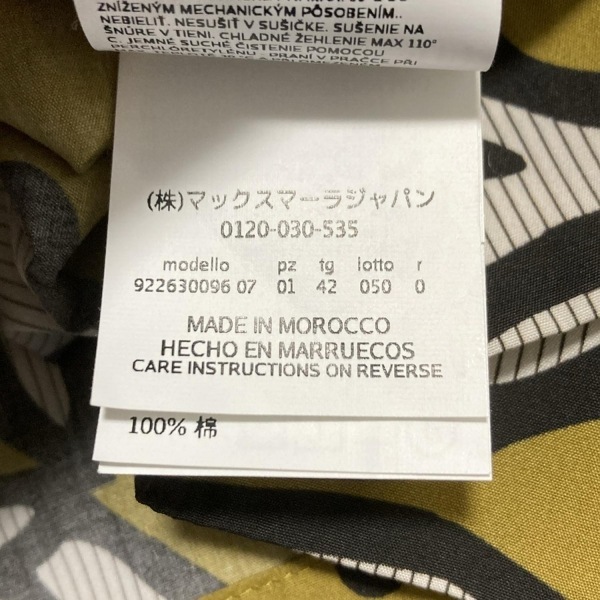 ZNÍŽENÝM MECHANICKÝM PÔSOBENÍM..
NEBIELIŤ. NESUŠIŤ V SUŠIČKE. SUŠENIE NA
ŠNÚRE V TIENI. CHLADNÉ ŽEHLENIE MAX 110°
C. JEMNÉ SUCHÉ ČISTENIE POMOCOU
PERCHLÓRETYLÉNU
(株)マックスマーラジャパン
0120-030-535
modello pz tg lotto r
922630096 07 01 42 050 0
MADE IN MOROCCO
HECHO EN MARRUECOS
CARE INSTRUCTIONS ON REVERSE
100% 棉